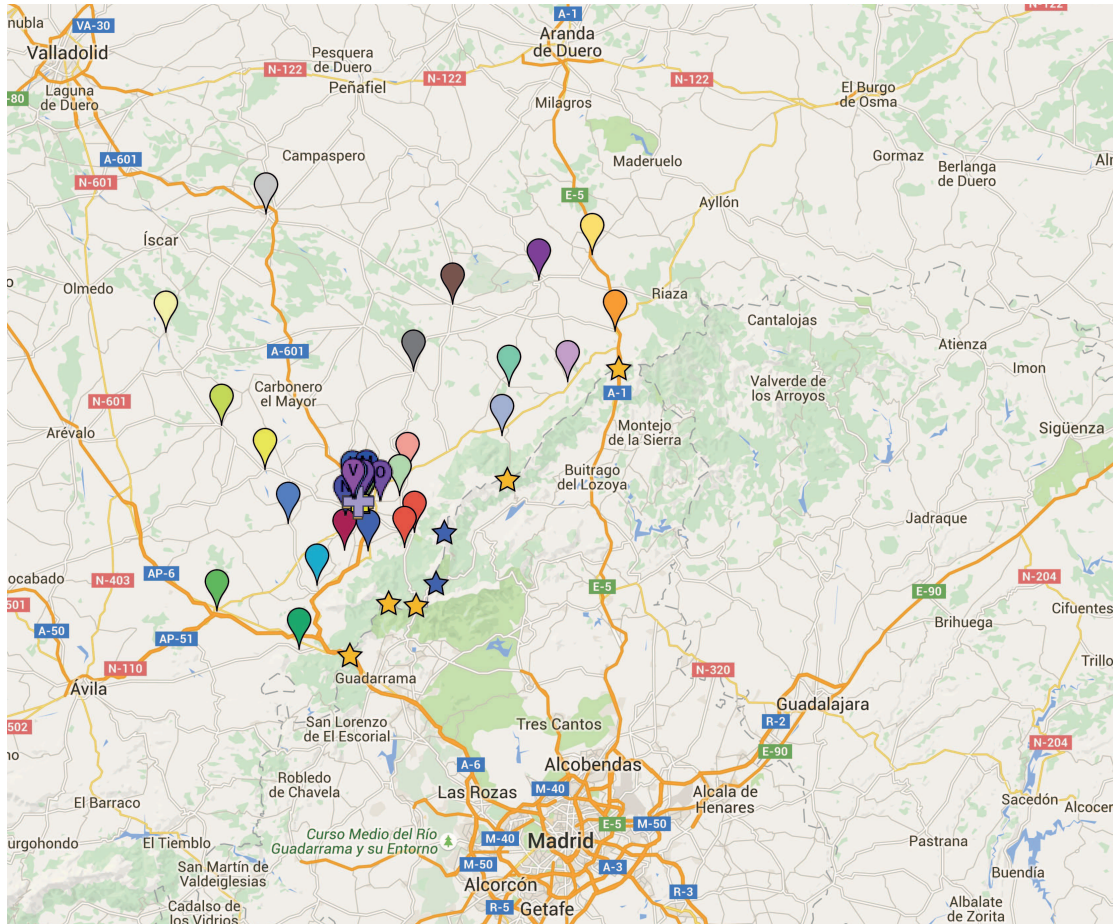 nubla
VA-30
Valladolid
A-1
Aranda
de Duero
N-122
Pesquera
de Duero
N-122
Peñafiel
N-122
N-122
Laguna
de Duero
-80
Milagros
El Burgo
de Osma
A-601
Campaspero
Maderuelo
Gormaz
Berlanga
de Duero
N-601
E-5
Ayllón
Íscar
Olmedo
Riaza
Cantalojas
Atienza
A-601
Imon
Carbonero
el Mayor
A-1
Valverde de
los Arroyos
N-601
Arévalo
Montejo
de la Sierra
Sigüenza
Buitrago
del Lozoya
V
M
O
N
Jadraque
ocabado
N-403
AP-6
E-5
N-204
501
E-90
Cifuentes
A-50
AP-51
Brihuega
N-110
Trillo
Ávila
Guadarrama
N-320
Guadalajara
502
San Lorenzo
de El Escorial
Tres Cantos
R-2
E-90
N-204
no
A-6
Alcobendas
Robledo
de Chavela
Las Rozas
M-40
Alcalá de
Henares
Sacedón
El Barraco
Alcocer
Curso Medio del Río
Guadarrama y su Entorno
M-40
E-5
M-50
urgohondo
El Tiemblo
Madrid
Pastrana
San Martín de
Valdeiglesias
M-50
A-3
Buendía
Alcorcón
R-3
Cadalso de
los Vidrios
R-5
Getafe
Albalate
de Zorita